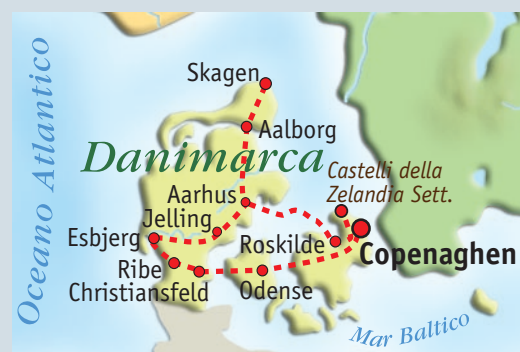 Oceano Atlantico
Skagen
Aalborg
Danimarca
Castelli della
Zelandia Sett.
Aarhus
Jelling
Esbjerg
Roskilde
Copenaghen
Ribe
Christiansfeld
Odense
Mar Baltico